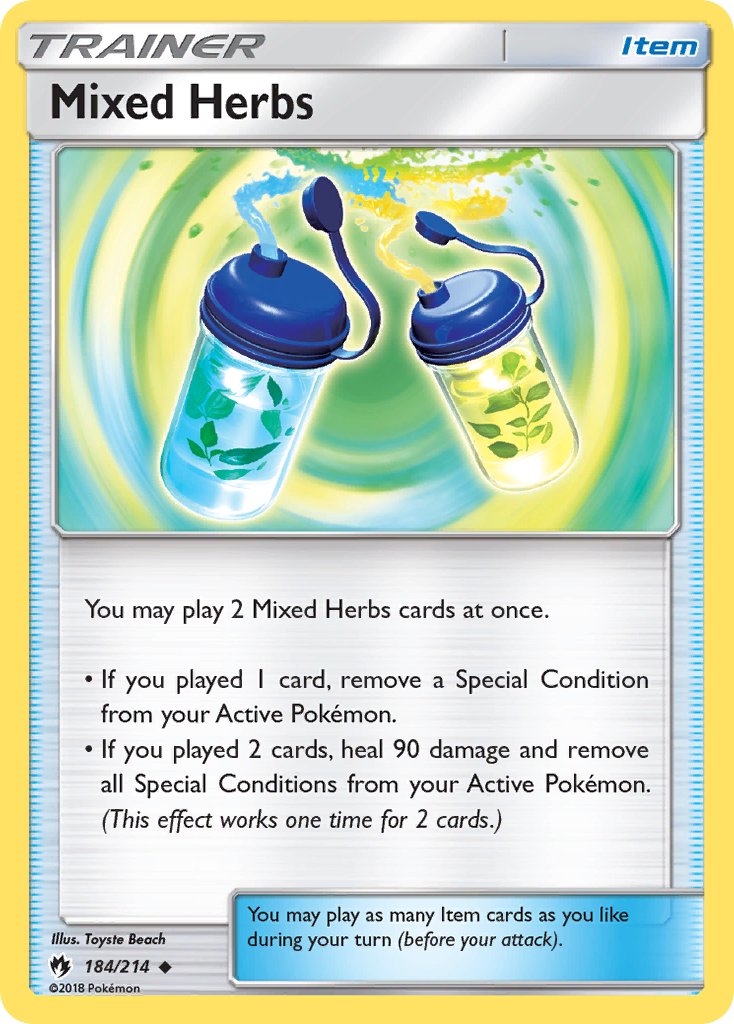 TRAINER
Item
Mixed Herbs
You may play 2 Mixed Herbs cards at once.
• If you played 1 card, remove a Special Condition
from your Active Pokémon.
• If you played 2 cards, heal 90 damage and remove
all Special Conditions from your Active Pokémon.
(This effect works one time for 2 cards.)
You may play as many Item cards as you like
during your turn (before your attack).
Illus. Toyste Beach
184/214 ◆
©2018 Pokémon